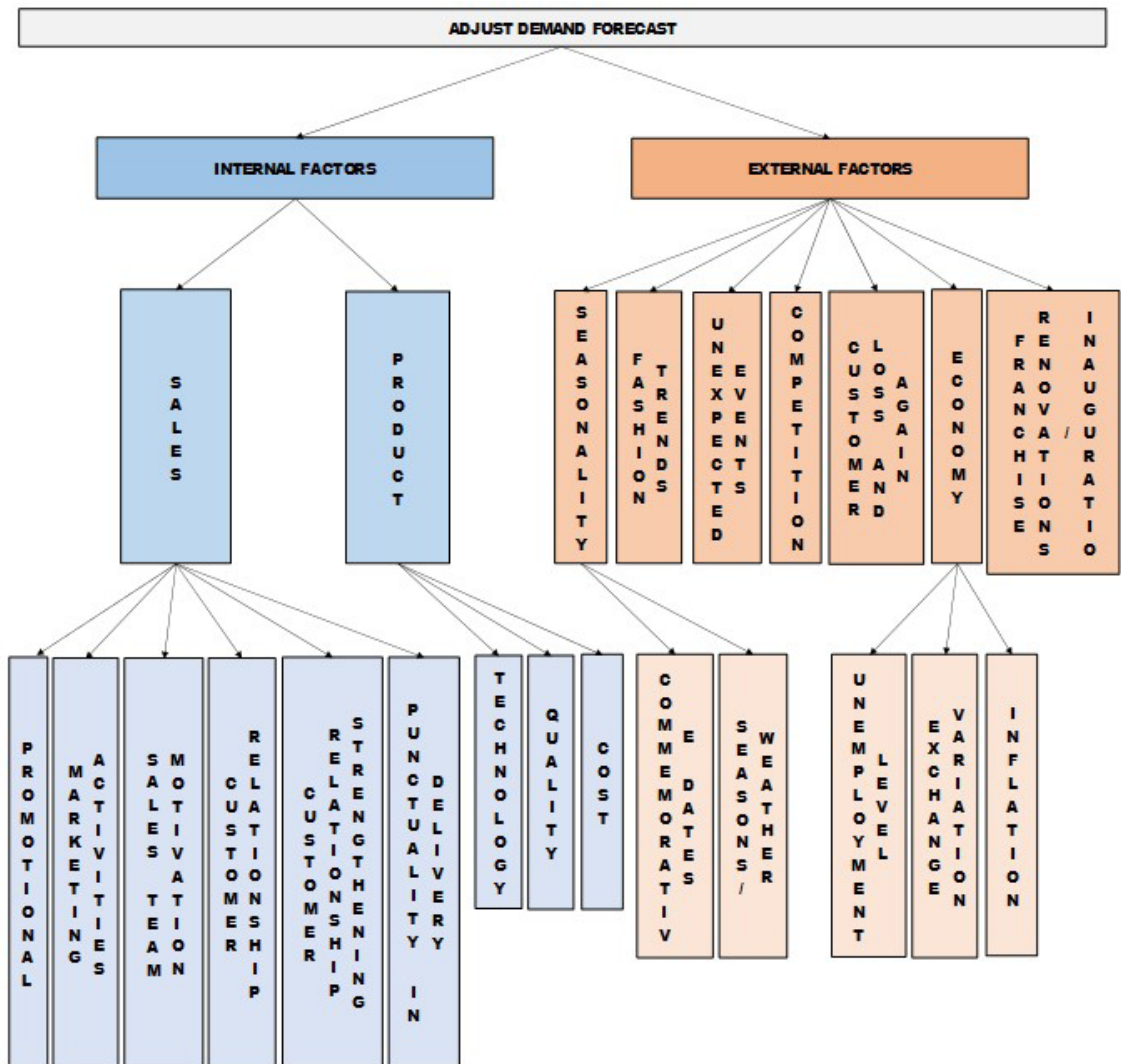 ADJUST DEMAND FORECAST
INTERNAL FACTORS
EXTERNAL FACTORS
SALES
PRODUCT
SEASONALITY
FASHION
TRENDS
UNEXPECTED
EVENTS
COMPETITION
CUSTOMER
LOSS AND
AGAIN
ECONOMY
FRANCHISE
RENOVATIONS
/
INAUGURATIO
PROMOTIONAL
MARKETING
ACTIVITIES
SALES TEAM
MOTIVATION
CUSTOMER
RELATIONSHIP
CUSTOMER
RELATIONSHIP
STRENGTHENING
PUNCTUALITY IN
DELIVERY
TECHNOLOGY
QUALITY
COST
COMMEMORATIV
E DATES
SEASONS/
WEATHER
UNEMPLOYMENT
LEVEL
EXCHANGE
VARIATION
INFLATION